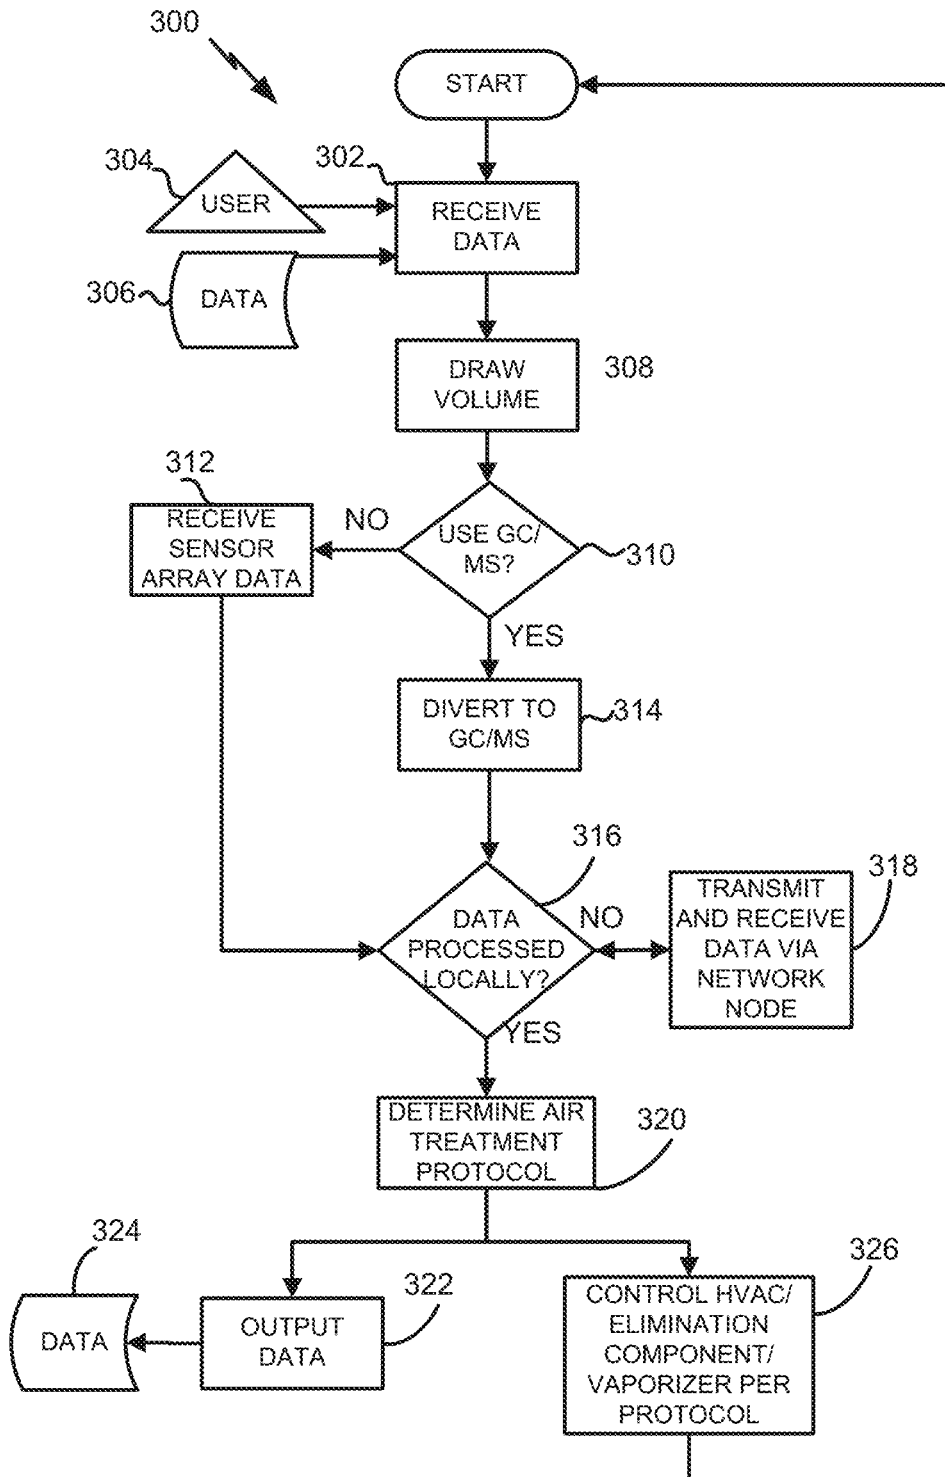 300
START
304
302
USER
RECEIVE
DATA
306
DATA
DRAW
VOLUME
308
312
RECEIVE
SENSOR
ARRAY DATA
NO
USE GC/
MS?
310
YES
DIVERT TO
GC/MS
314
316
318
DATA
PROCESSED
LOCALLY?
NO
TRANSMIT
AND RECEIVE
DATA VIA
NETWORK
NODE
YES
DETERMINE AIR
TREATMENT
PROTOCOL
320
324
DATA
322
OUTPUT
DATA
326
CONTROL HVAC/
ELIMINATION
COMPONENT/
VAPORIZER PER
PROTOCOL